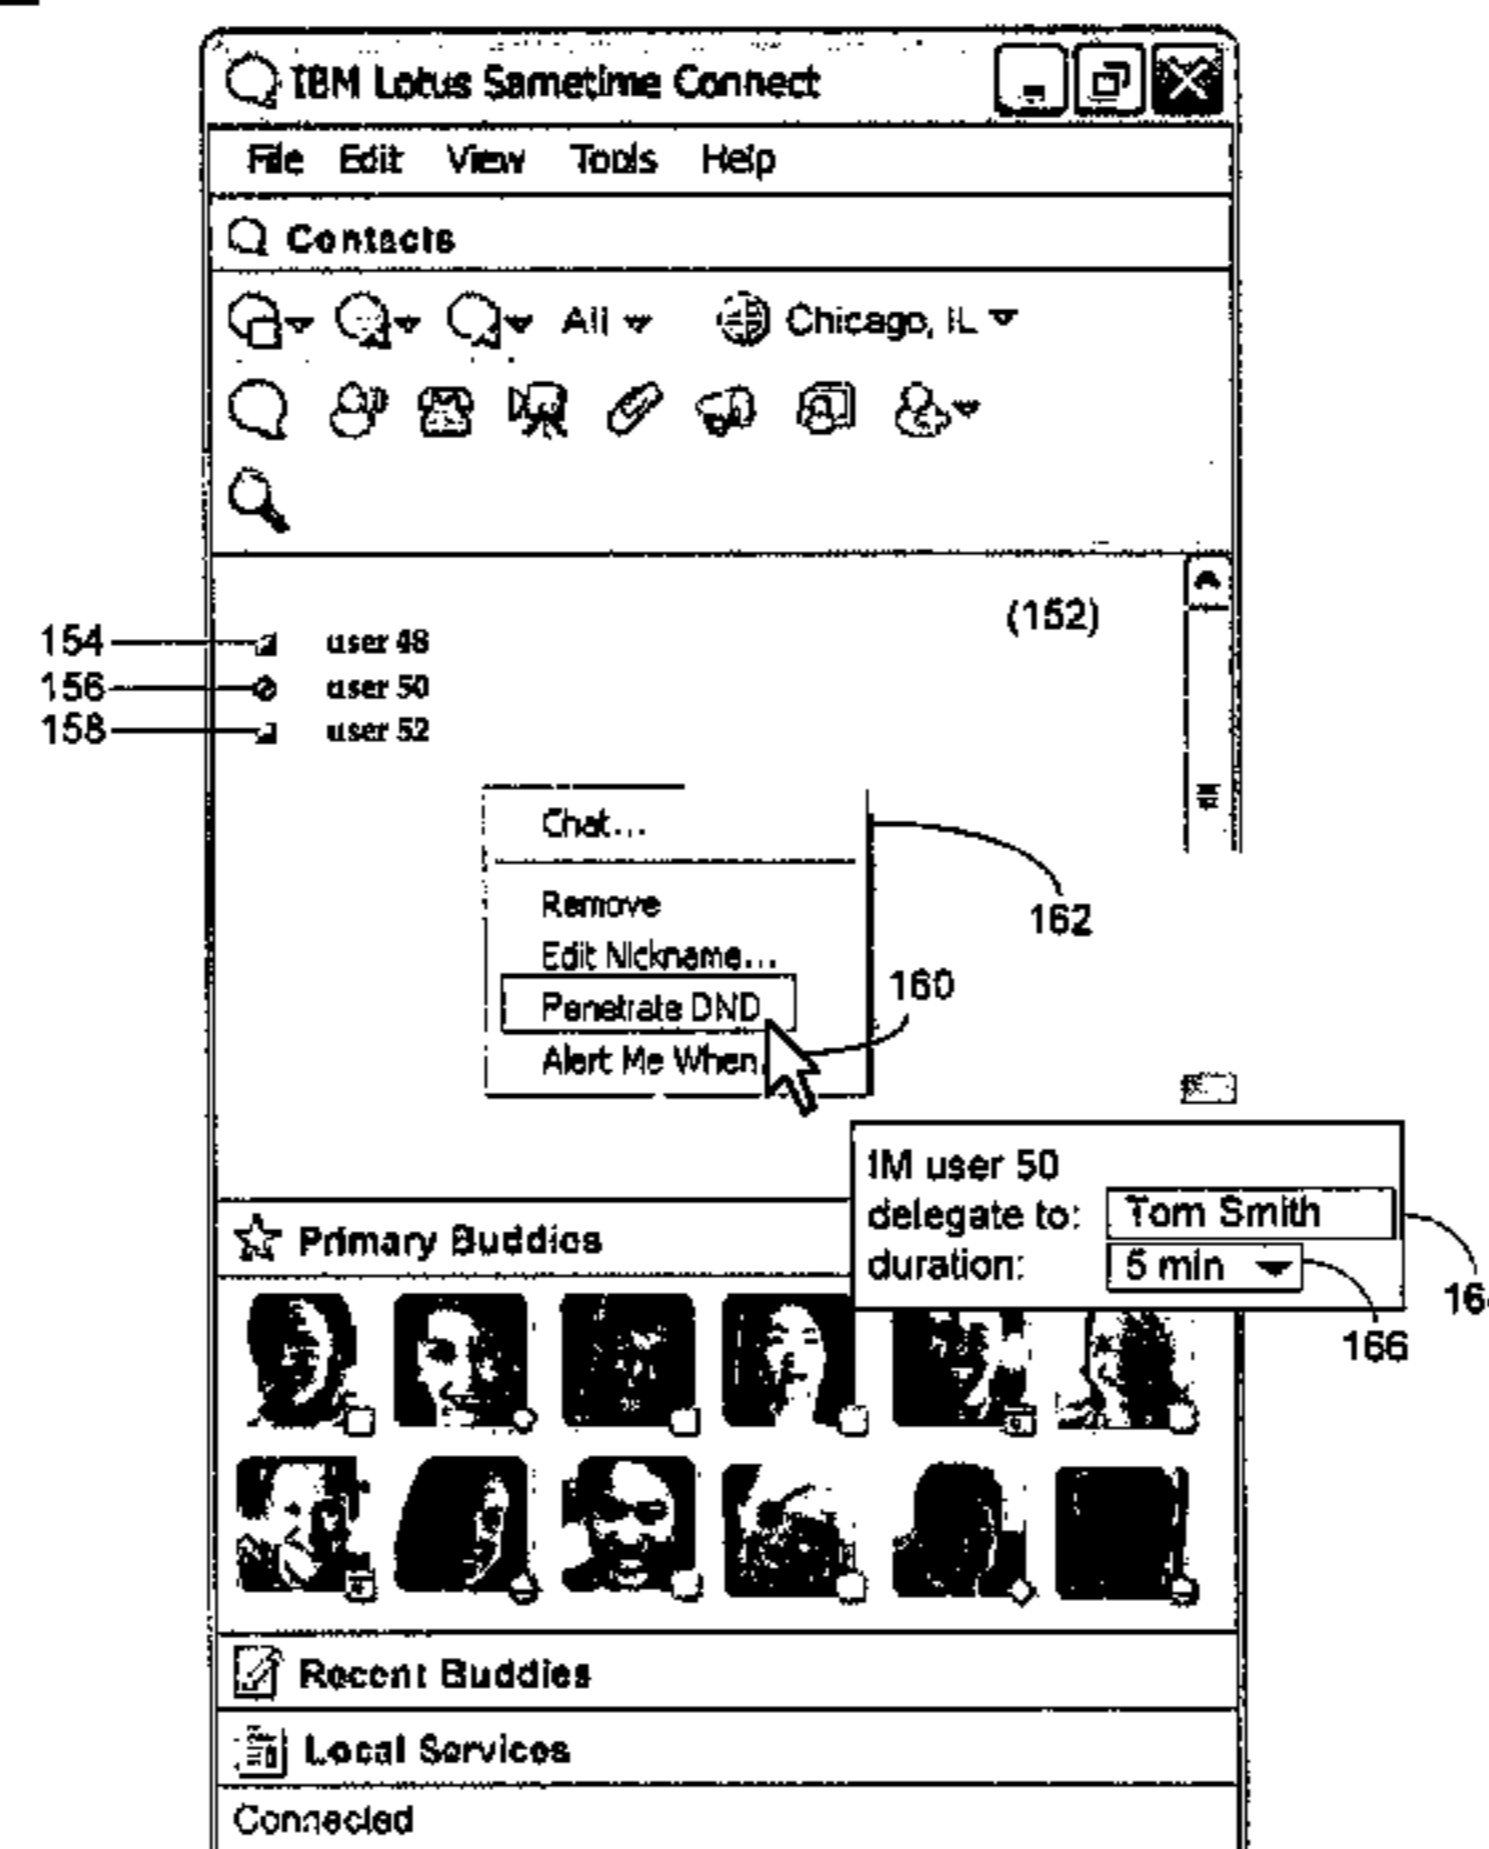 IBM Lotus Sametime Connect
File Edit View Tools Help
Contacts
All Chicago, IL
(152)
154 user 48
156 user 50
158 user 52
Chat...
162
Remove
Edit Nickname...
160
Penetrate DND
Alert Me When
IM user 50
delegate to: Tom Smith
duration: 5 min
166
Primary Buddies
Recent Buddies
Local Services
Connected